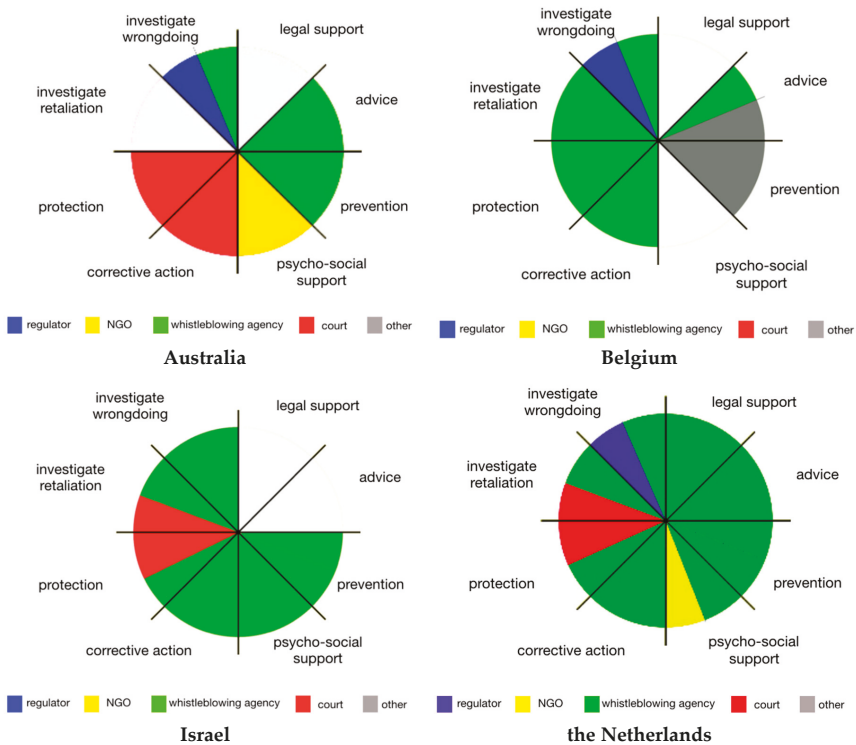 investigate
wrongdoing
legal support
investigate
retaliation
advice
protection
prevention
corrective action
psycho-social
support
regulator NGO whistleblowing agency court other
Australia
investigate
wrongdoing
legal support
investigate
retaliation
advice
protection
prevention
corrective action
psycho-social
support
regulator NGO whistleblowing agency court other
Belgium
investigate
wrongdoing
legal support
investigate
retaliation
advice
protection
prevention
corrective action
psycho-social
support
regulator NGO whistleblowing agency court other
Israel
investigate
wrongdoing
legal support
investigate
retaliation
advice
protection
prevention
corrective action
psycho-social
support
regulator NGO whistleblowing agency court other
the Netherlands